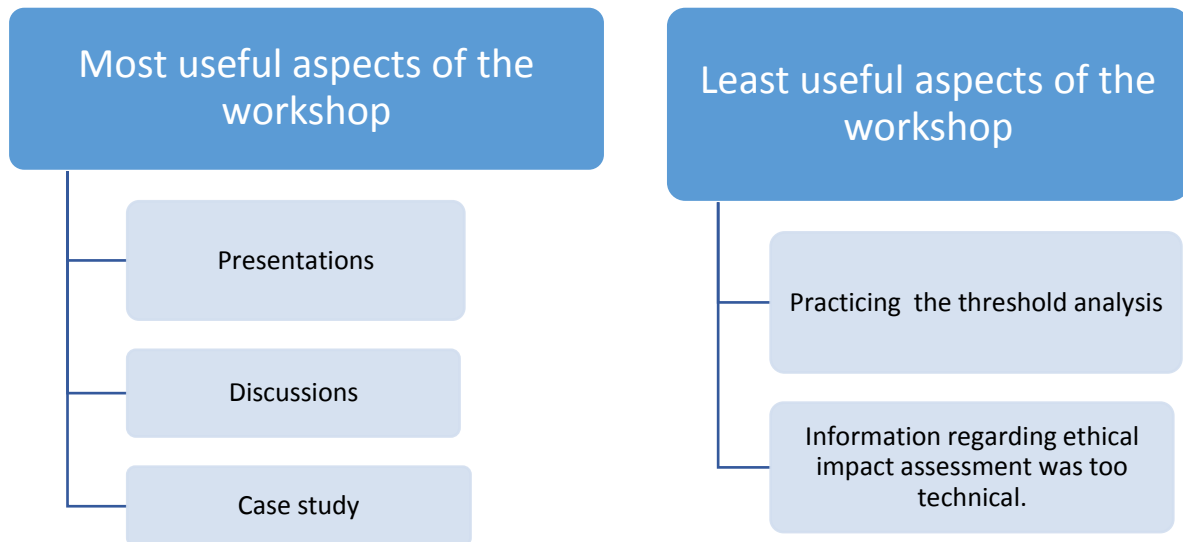 Most useful aspects of the
workshop
Presentations
Discussions
Case study
Least useful aspects of the
workshop
Practicing  the threshold analysis
Information regarding ethical
impact assessment was too
technical.